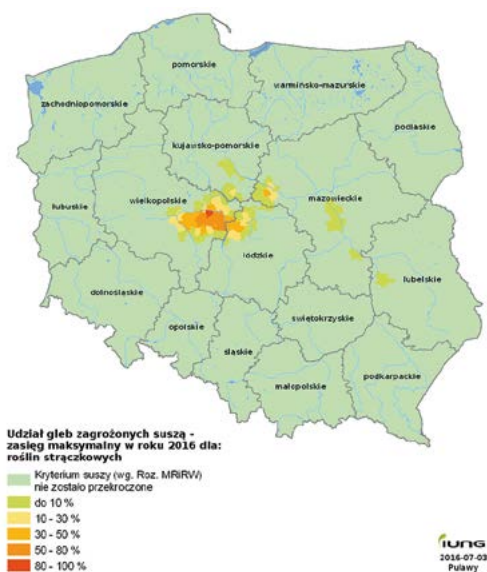 pomorskie
warmińsko-mazurskie
zachodniopomorskie
podlaskie
kujawsko-pomorskie
lubuskie
wielkopolskie
mazowieckie
łódzkie
lubelskie
dolnośląskie
opolskie
świętokrzyskie
śląskie
podkarpackie
małopolskie
Udział gleb zagrożonych suszą -
zasięg maksymalny w roku 2016 dla:
roślin strączkowych
Kryterium suszy (wg. Roz. MRiRW)
nie zostało przekroczone
do 10 %
10 - 30 %
30 - 50 %
50 - 80 %
80 - 100 %
IUNG
2016-07-03
Puławy